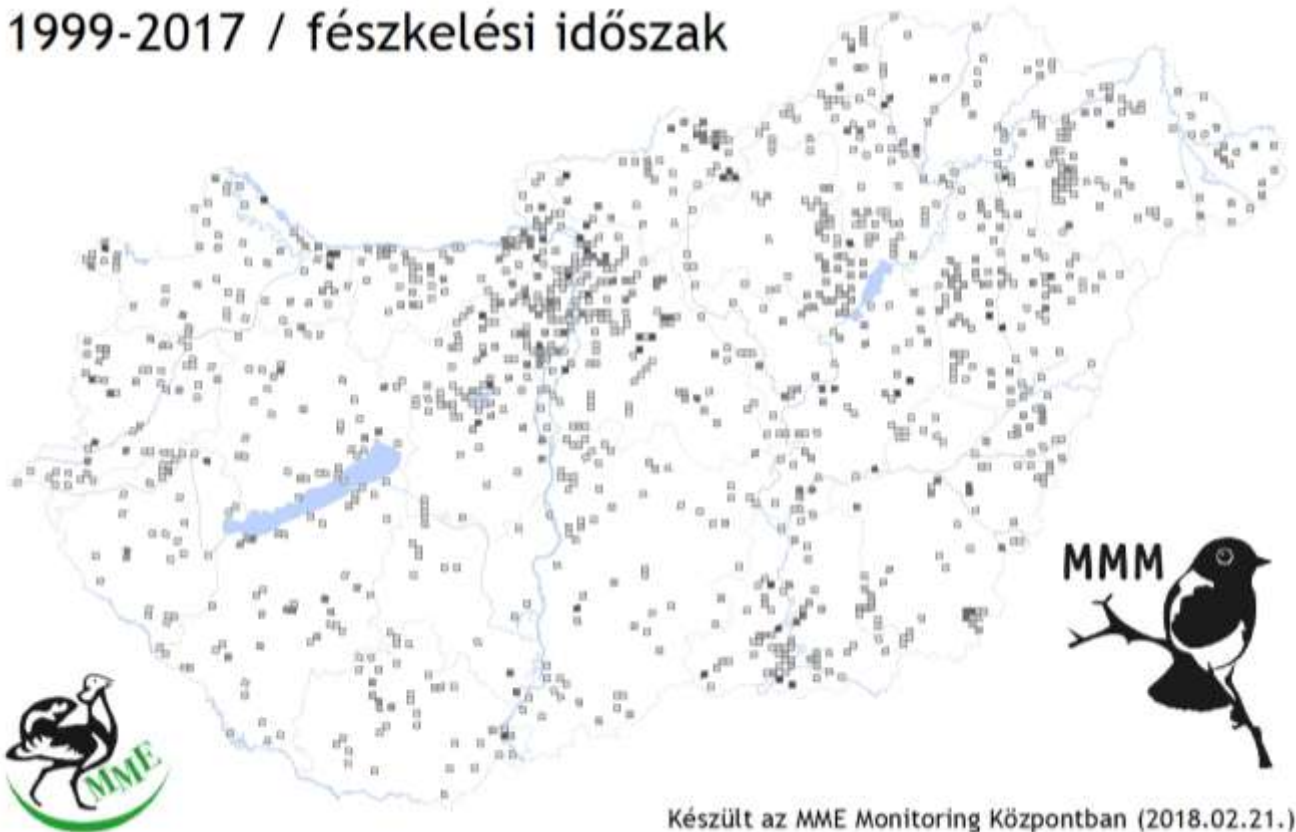 1999-2017 / fészkelési időszak
MMM
MME
Készült az MME Monitoring Központban (2018.02.21.)